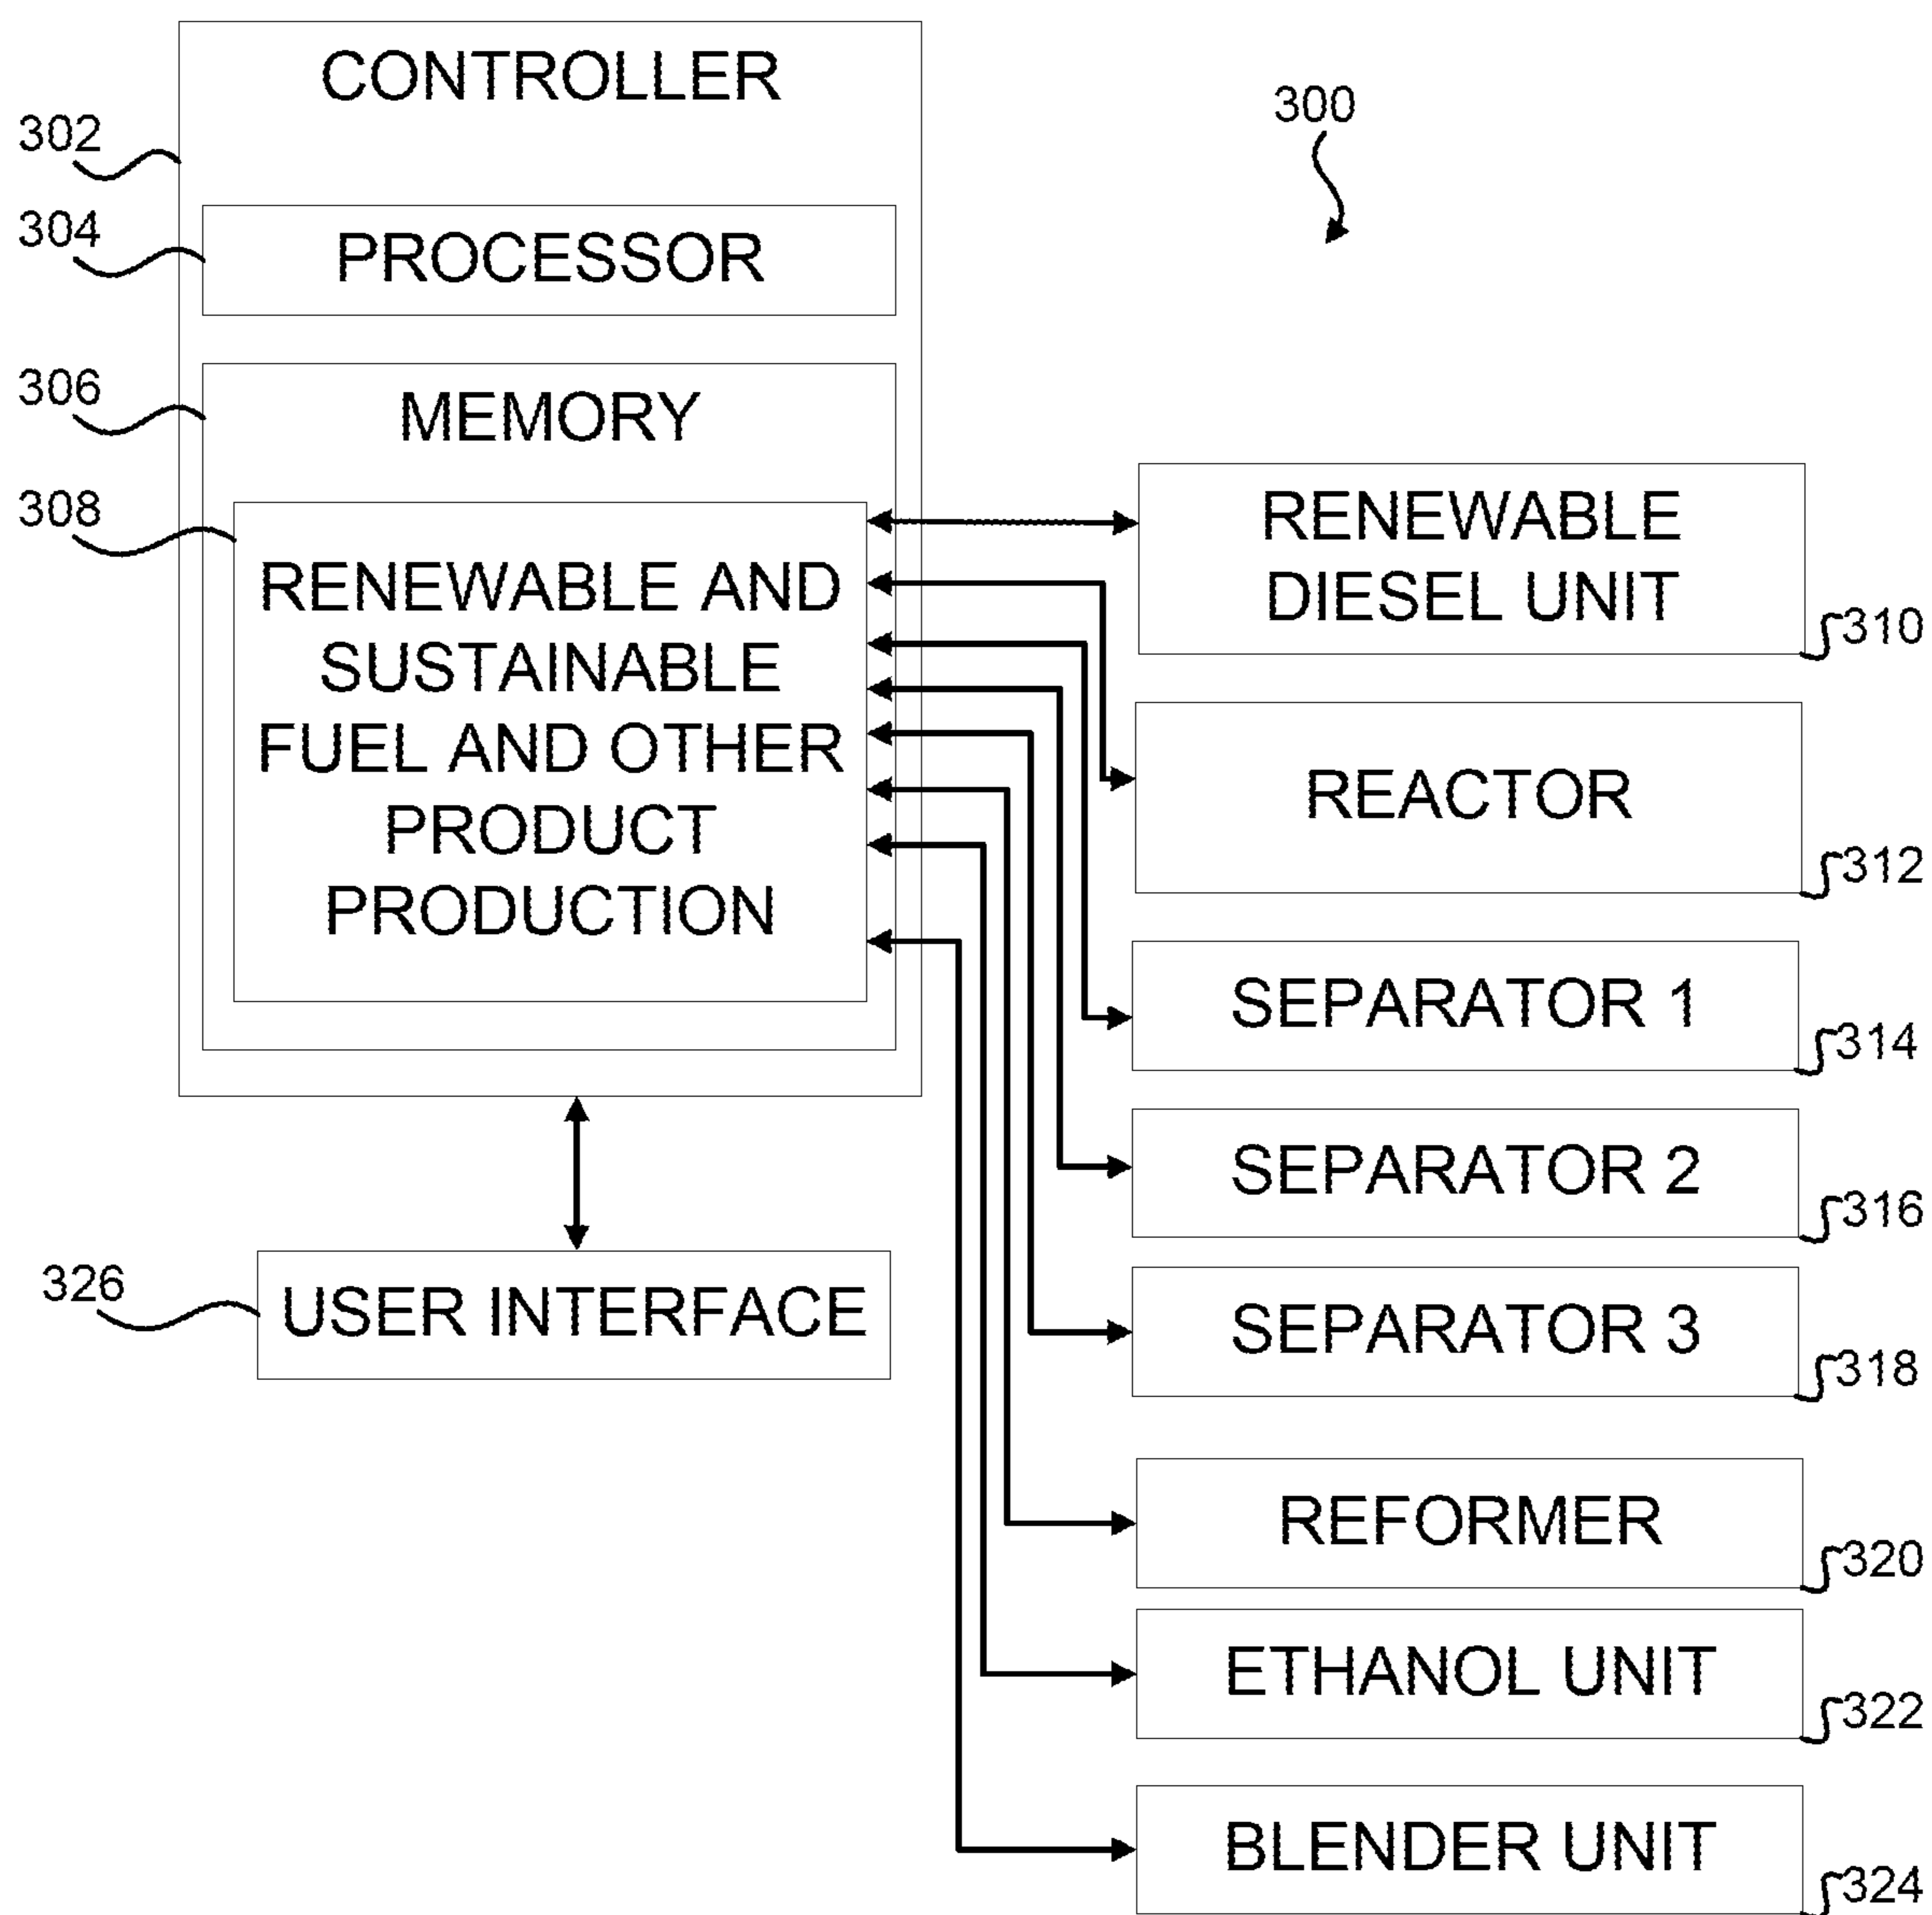 CONTROLLER
300
302
304
PROCESSOR
306
MEMORY
308
RENEWABLE AND
SUSTAINABLE
FUEL AND OTHER
PRODUCT
PRODUCTION
RENEWABLE
DIESEL UNIT
310
REACTOR
312
SEPARATOR 1
314
SEPARATOR 2
316
326
USER INTERFACE
SEPARATOR 3
318
REFORMER
320
ETHANOL UNIT
322
BLENDER UNIT
324